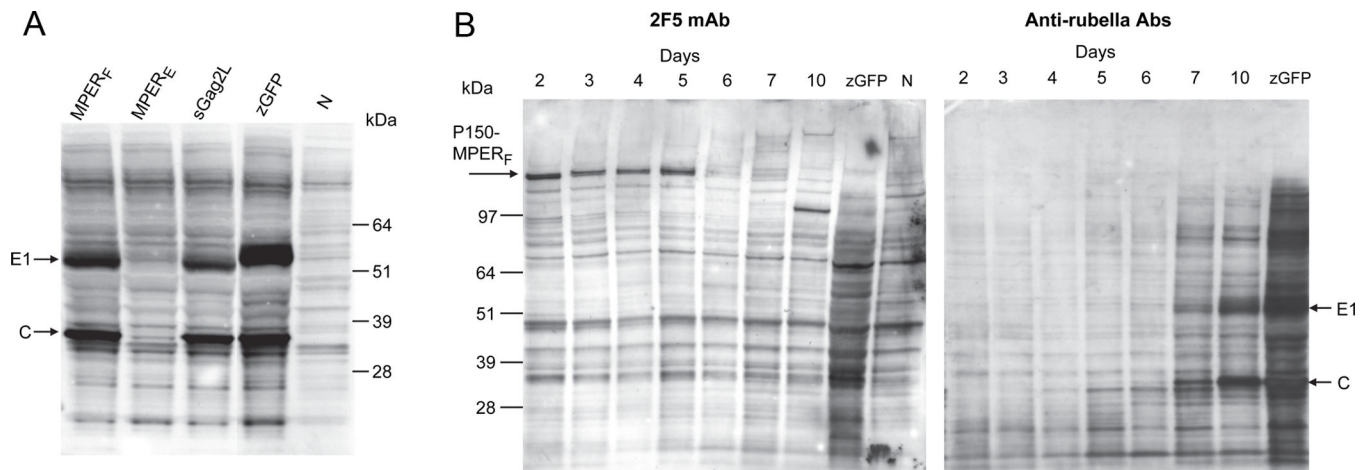 A
MPERF MPERE sGag2L zGFP N
kDa
64
E1
51
39
C
28
B
2F5 mAb
Days
2 3 4 5 6 7 10 zGFP N
kDa
P150-
MPERF
97
64
51
39
28
Anti-rubella Abs
Days
2 3 4 5 6 7 10 zGFP
E1
C